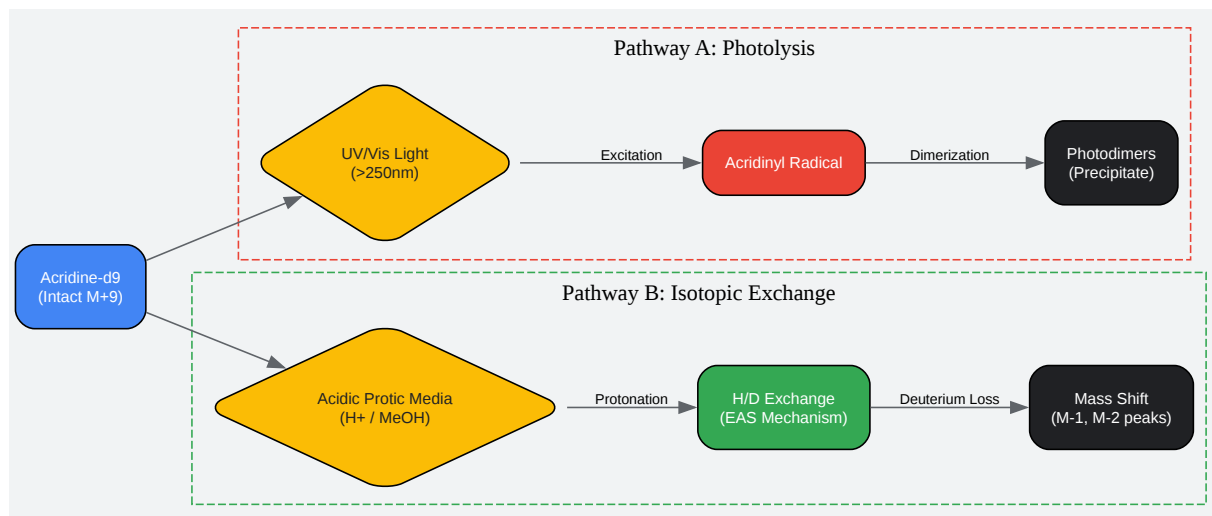 Pathway A: Photolysis
UV/Vis Light
(>250nm)
Excitation
Acridinyl Radical
Dimerization
Photodimers
(Precipitate)
Acridine-d9
(Intact M+9)
Pathway B: Isotopic Exchange
Acidic Protic Media
(H+ / MeOH)
Protonation
H/D Exchange
(EAS Mechanism)
Deuterium Loss
Mass Shift
(M-1, M-2 peaks)